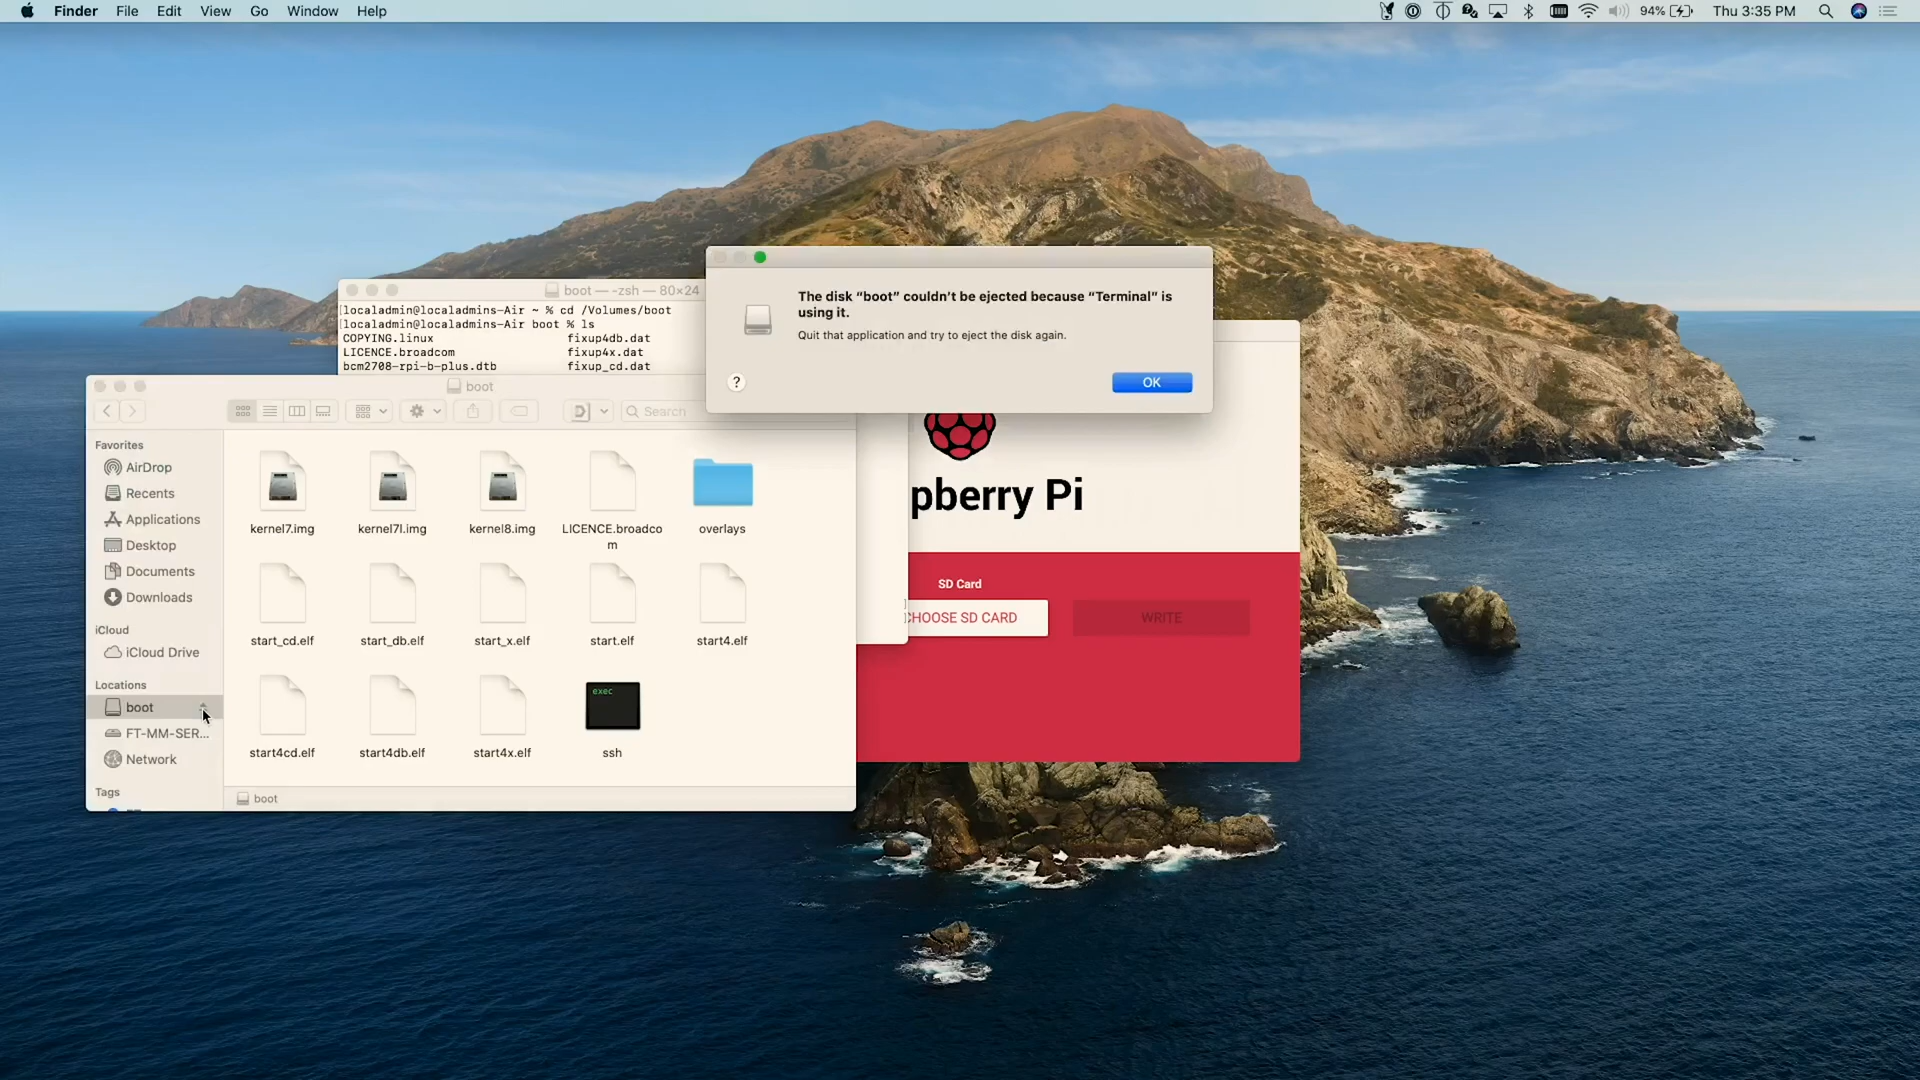 Finder File Edit View Go Window Help
94% Thu 3:35 PM
boot — -zsh — 80×24
[localadmin@localadmins-Air ~ % cd /Volumes/boot
[localadmin@localadmins-Air boot % ls
COPYING.linux fixup4db.dat
LICENCE.broadcom fixup4x.dat
bcm2708-rpi-b-plus.dtb fixup_cd.dat
The disk “boot” couldn’t be ejected because “Terminal” is
using it.
Quit that application and try to eject the disk again.
?
OK
boot
Search
Favorites
AirDrop
Recents
Applications
Desktop
Documents
Downloads
iCloud
iCloud Drive
Locations
boot
FT-MM-SER...
Network
Tags
kernel7.img kernel7l.img kernel8.img LICENCE.broadco
m
overlays
start_cd.elf start_db.elf start_x.elf start.elf start4.elf
exec
start4cd.elf start4db.elf start4x.elf ssh
boot
pberry Pi
SD Card
CHOOSE SD CARD
WRITE